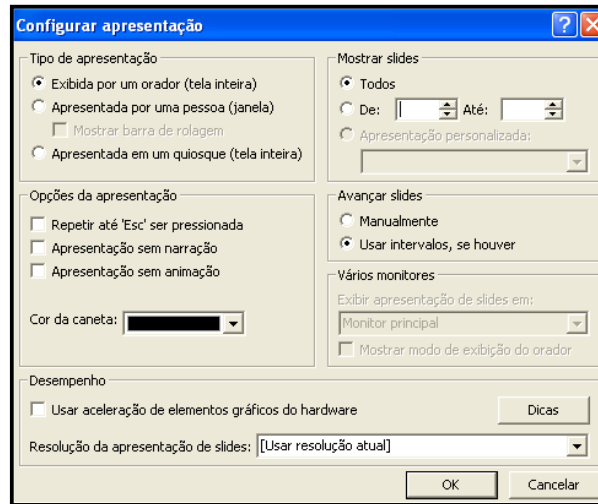 Configurar apresentação
Tipo de apresentação
Exibida por um orador (tela inteira)
Apresentada por uma pessoa (janela)
Mostrar barra de rolagem
Apresentada em um quiosque (tela inteira)
Mostrar slides
Todos
De: Até:
Apresentação personalizada:
Opções da apresentação
Repetir até 'Esc' ser pressionada
Apresentação sem narração
Apresentação sem animação
Cor da caneta:
Avançar slides
Manualmente
Usar intervalos, se houver
Vários monitores
Exibir apresentação de slides em:
Monitor principal
Mostrar modo de exibição do orador
Desempenho
Usar aceleração de elementos gráficos do hardware
Dicas
Resolução da apresentação de slides: [Usar resolução atual]
OK Cancelar